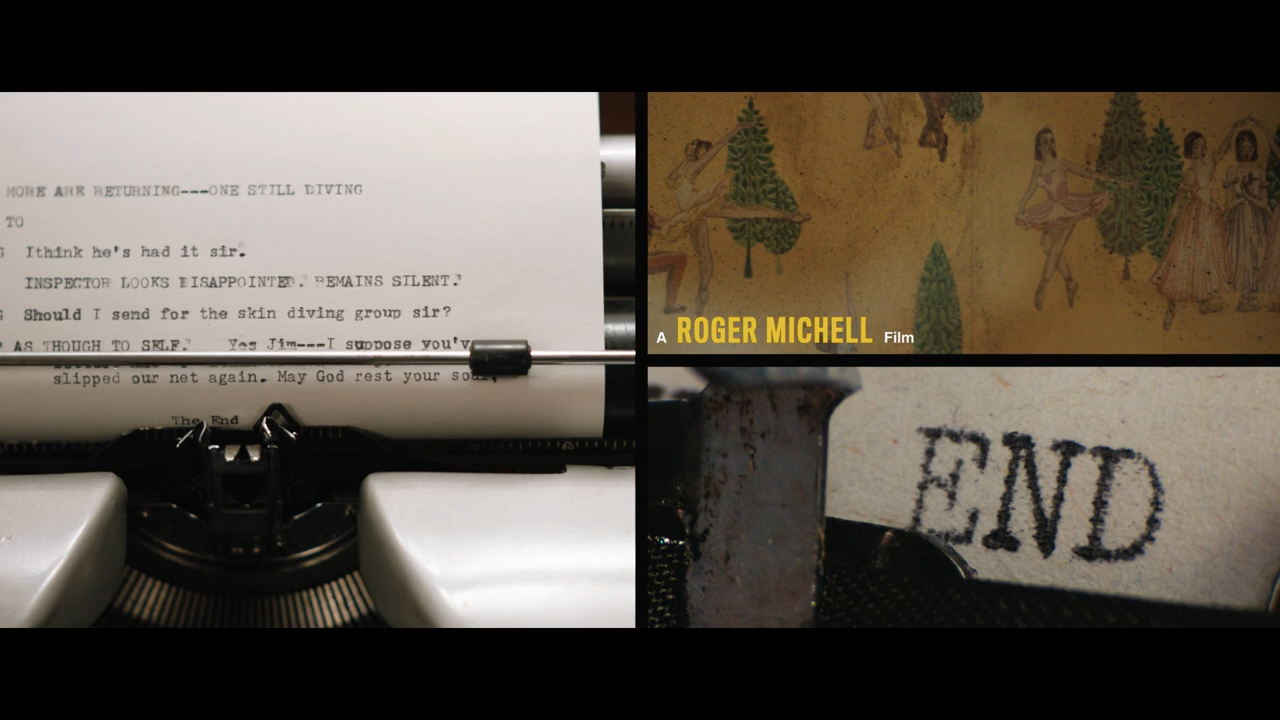 MORE ARE RETURNING---ONE STILL DIVING
TO
Ithink he's had it sir.
INSPECTOR LOOKS DISAPPOINTED. REMAINS SILENT.
Should I send for the skin diving group sir?
AS THOUGH TO SELF. Yes Jim---I suppose you'v
slipped our net again. May God rest your soul,
The End
A ROGER MICHELL Film
END